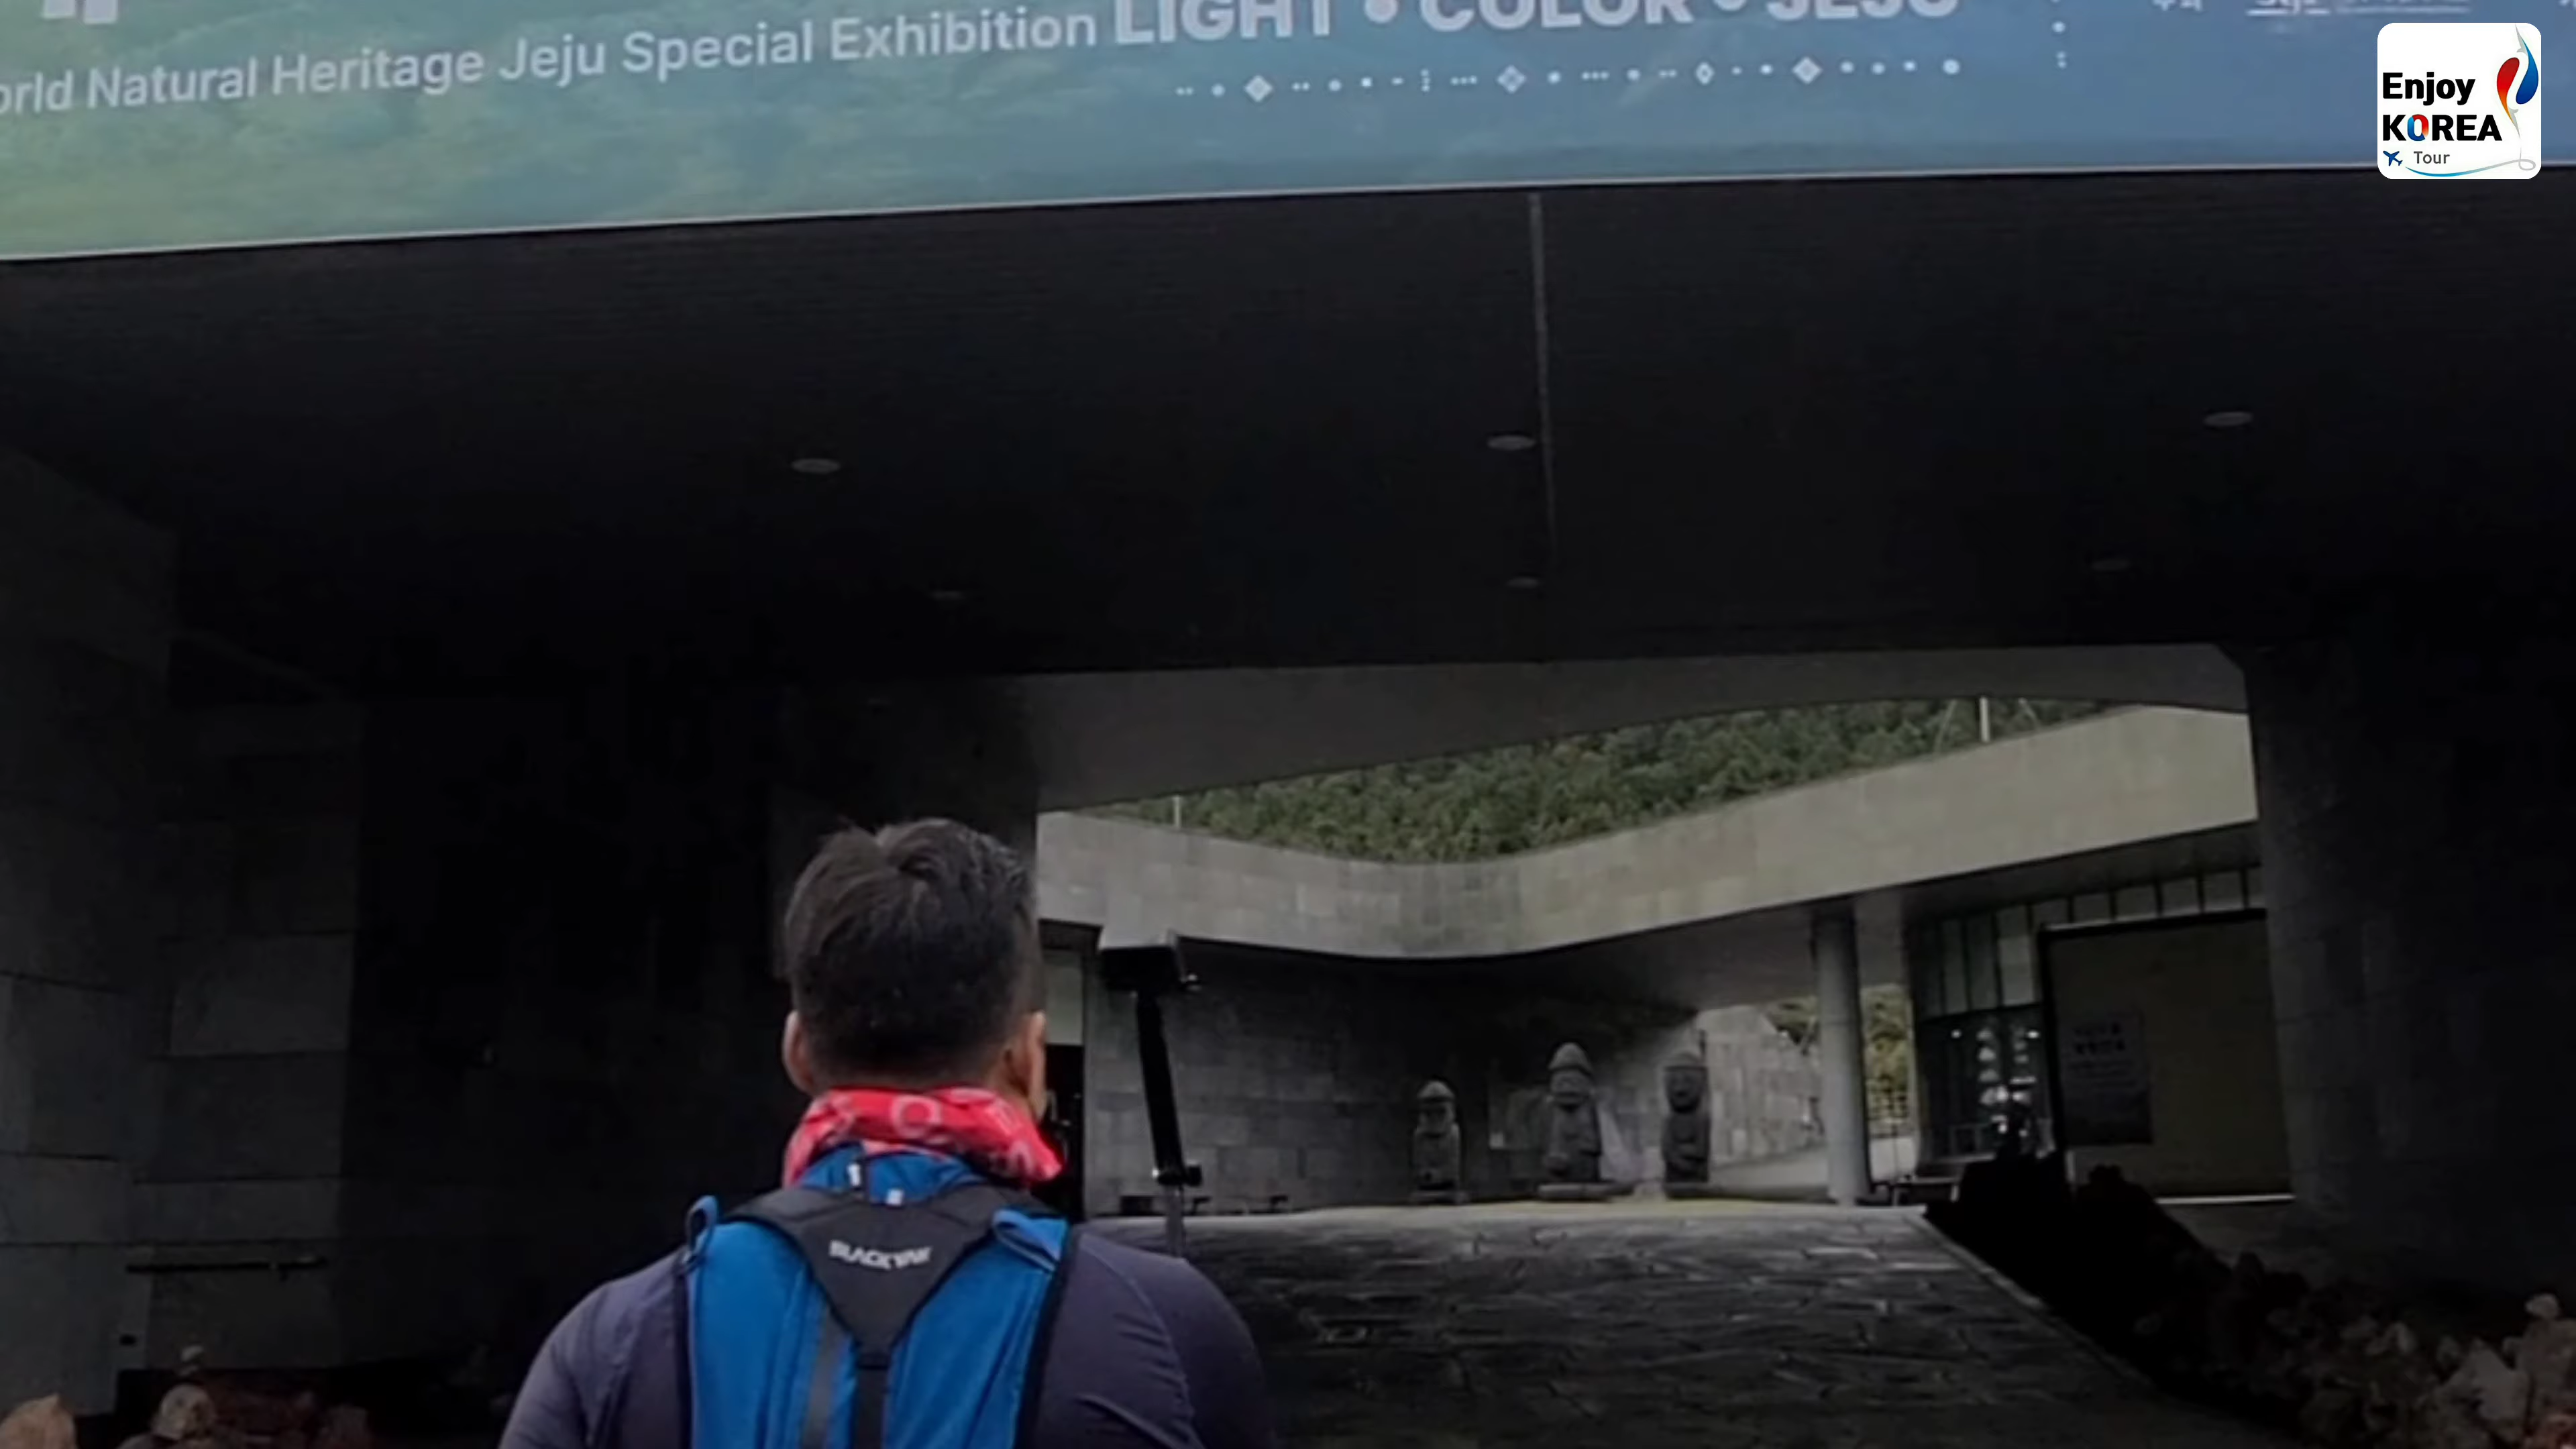 orld Natural Heritage Jeju Special Exhibition LIGHT • COLOR • JEJU
Enjoy
KOREA
Tour
BLACKYAK